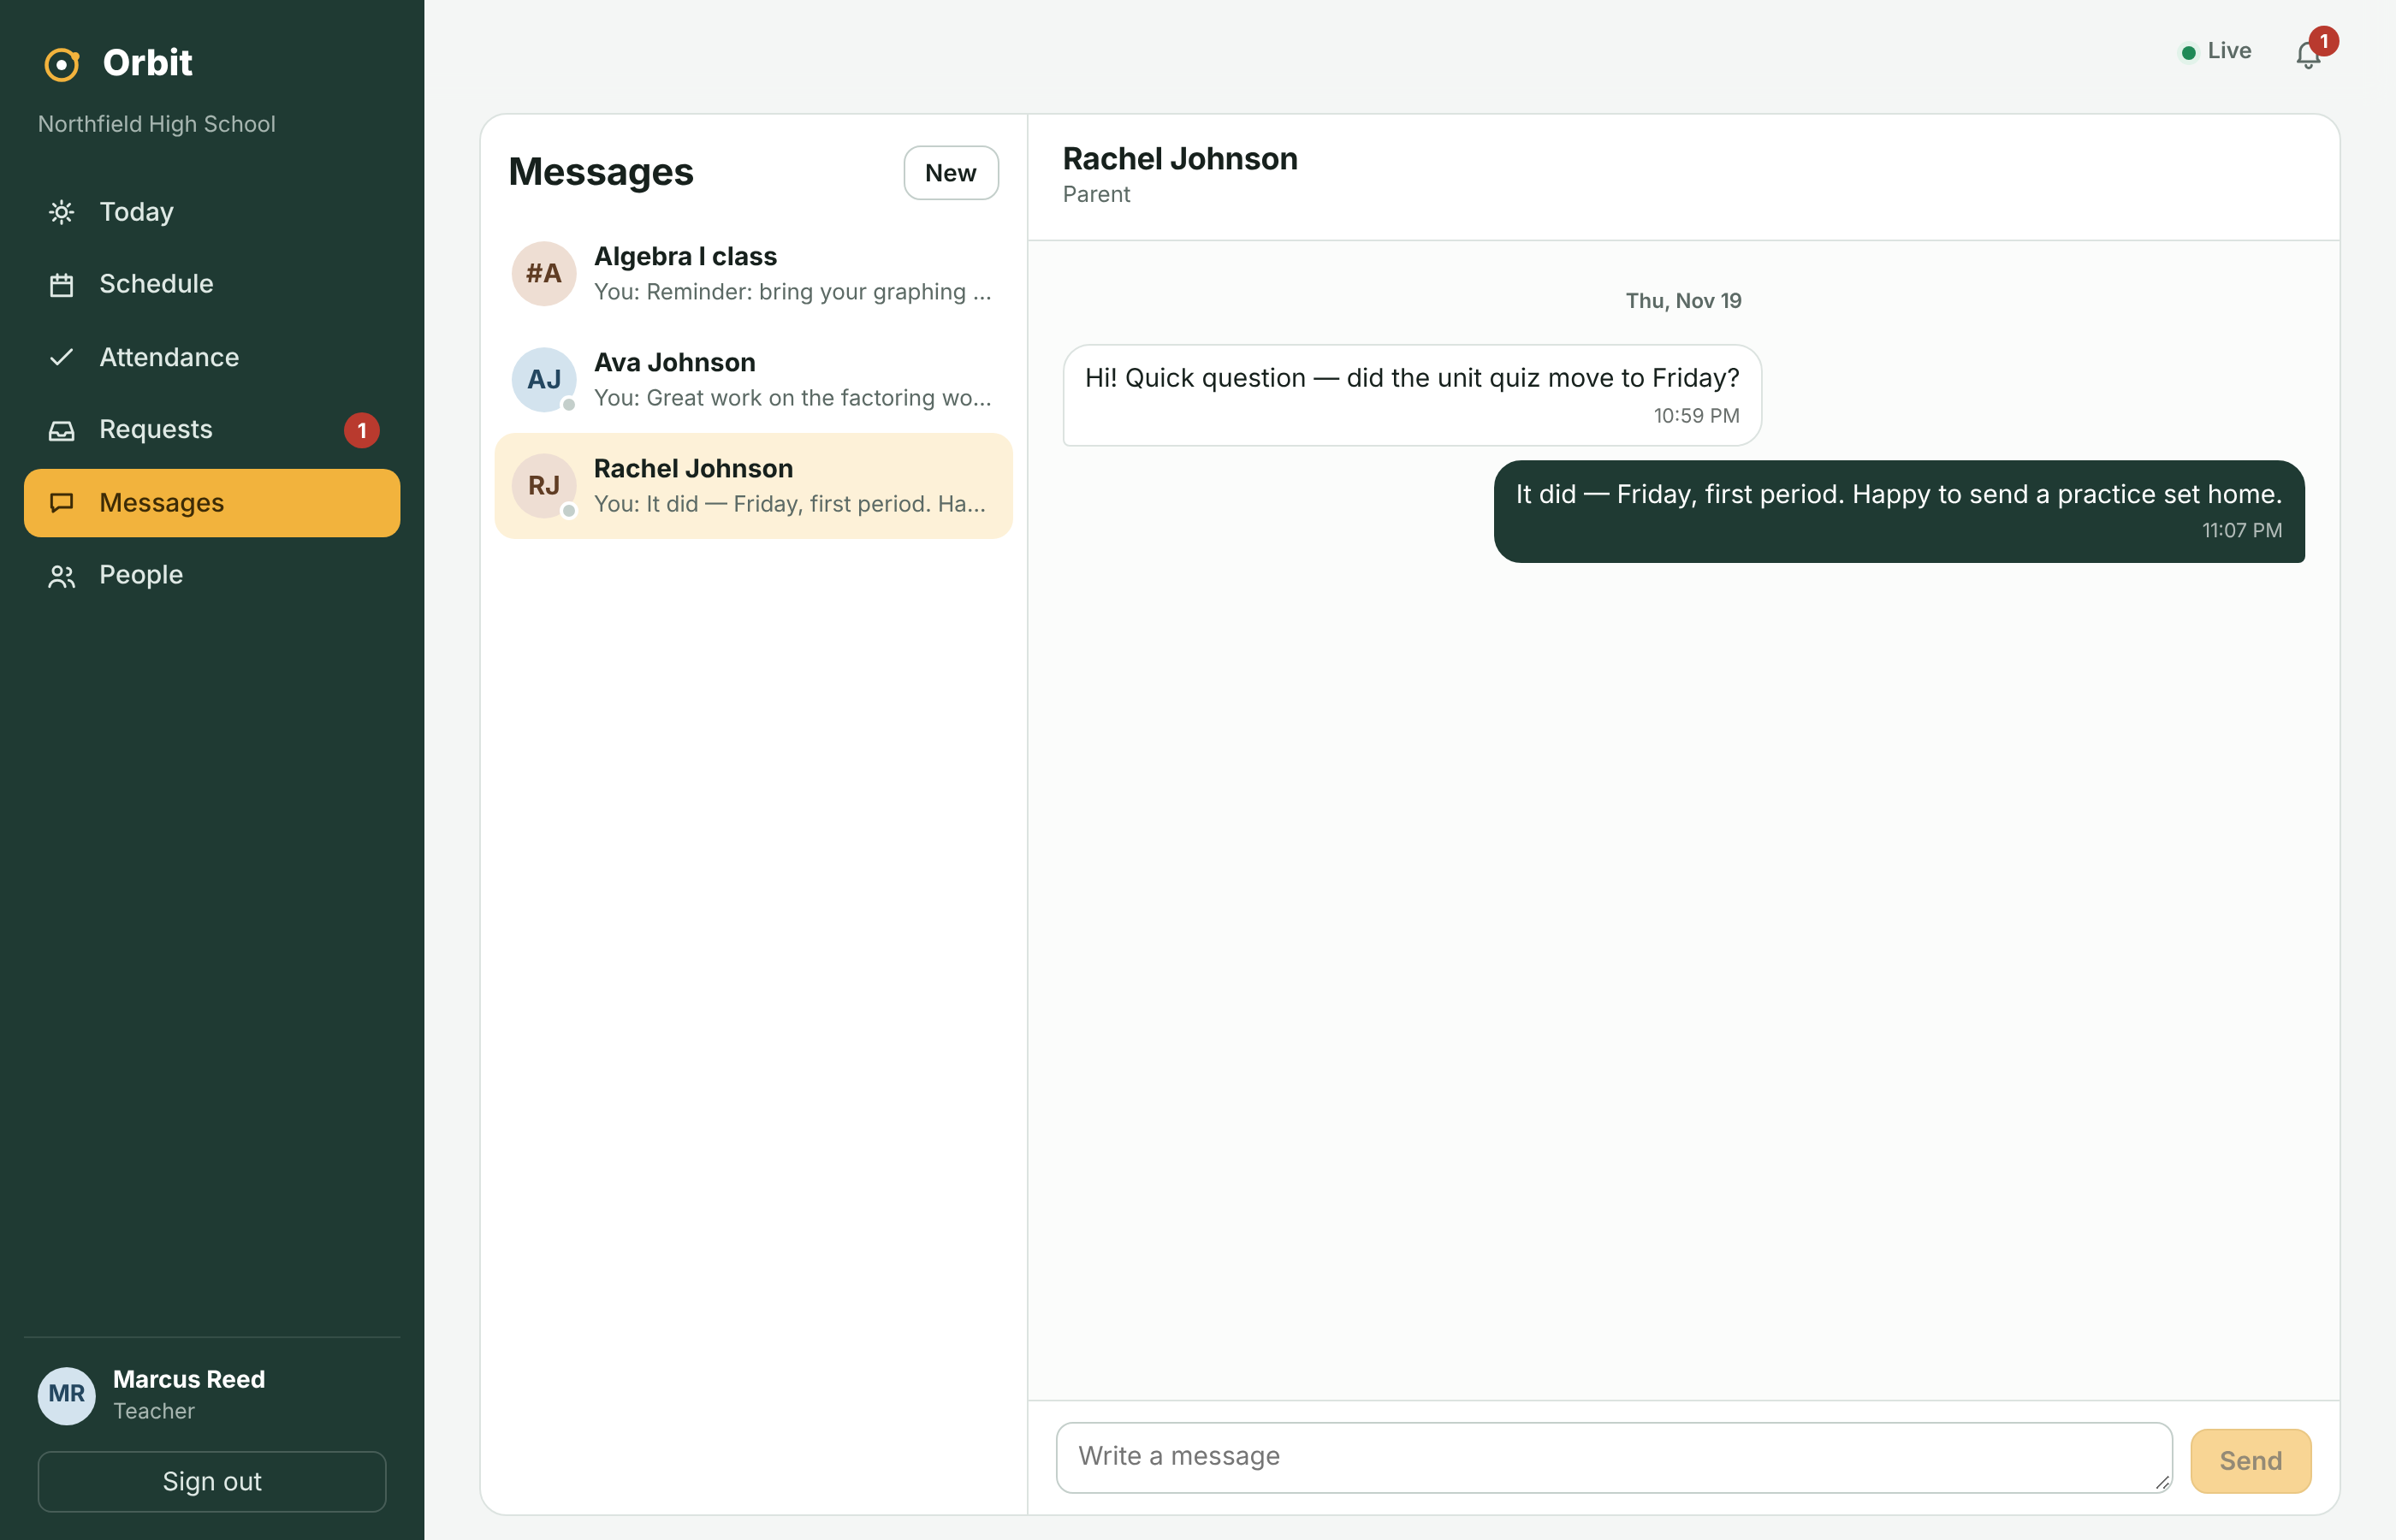 Orbit
Northfield High School
Today
Schedule
Attendance
Requests 1
Messages
People
Marcus Reed
MR
Teacher
Sign out
Live
1
Messages
New
#A
Algebra I class
You: Reminder: bring your graphing ...
AJ
Ava Johnson
You: Great work on the factoring wo...
RJ
Rachel Johnson
You: It did — Friday, first period. Ha...
Rachel Johnson
Parent
Thu, Nov 19
Hi! Quick question — did the unit quiz move to Friday?
10:59 PM
It did — Friday, first period. Happy to send a practice set home.
11:07 PM
Write a message
Send